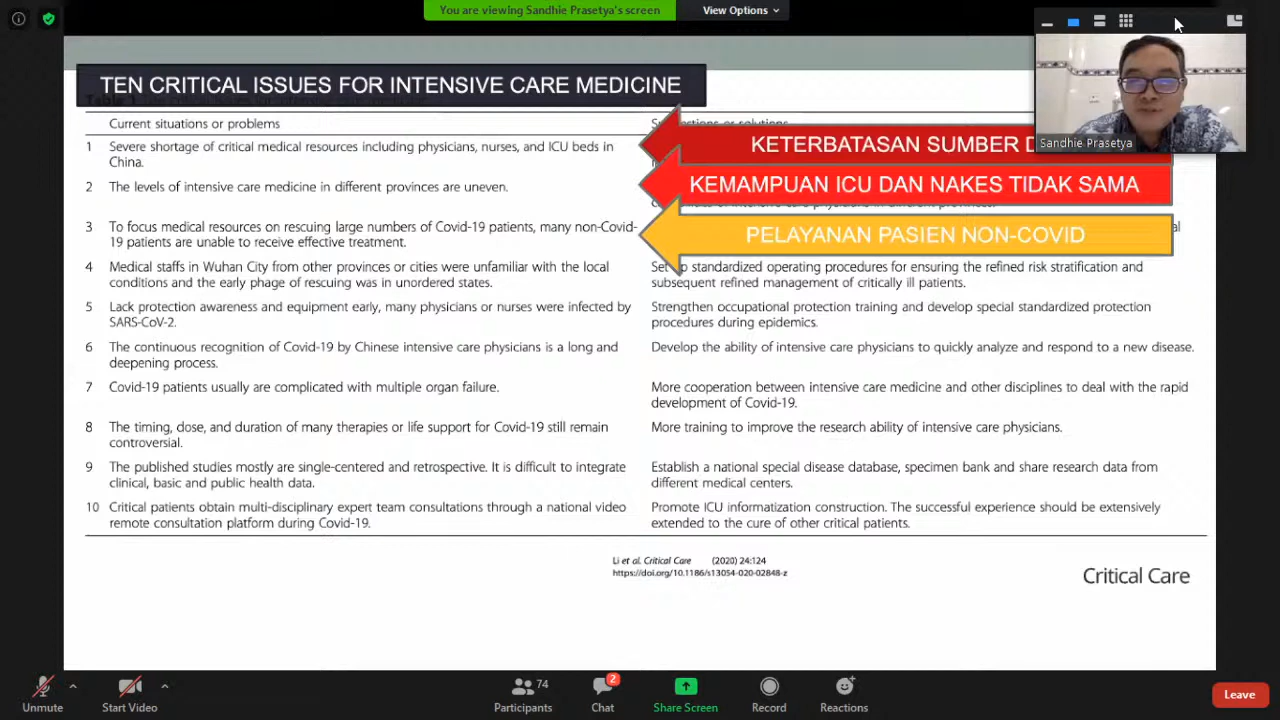 You are viewing Sandhie Prasetya's screen
View Options
TEN CRITICAL ISSUES FOR INTENSIVE CARE MEDICINE
Current situations or problems
1 Severe shortage of critical medical resources including physicians, nurses, and ICU beds in
China.
KETERBATASAN SUMBER
Sandhie Prasetya
2 The levels of intensive care medicine in different provinces are uneven.
KEMAMPUAN ICU DAN NAKES TIDAK SAMA
3 To focus medical resources on rescuing large numbers of Covid-19 patients, many non-Covid-
19 patients are unable to receive effective treatment.
PELAYANAN PASIEN NON-COVID
4 Medical staffs in Wuhan City from other provinces or cities were unfamiliar with the local
conditions and the early phage of rescuing was in unordered states.
Set up standardized operating procedures for ensuring the refined risk stratification and
subsequent refined management of critically ill patients.
5 Lack protection awareness and equipment early, many physicians or nurses were infected by
SARS-CoV-2.
Strengthen occupational protection training and develop special standardized protection
procedures during epidemics.
6 The continuous recognition of Covid-19 by Chinese intensive care physicians is a long and
deepening process.
Develop the ability of intensive care physicians to quickly analyze and respond to a new disease.
7 Covid-19 patients usually are complicated with multiple organ failure.
More cooperation between intensive care medicine and other disciplines to deal with the rapid
development of Covid-19.
8 The timing, dose, and duration of many therapies or life support for Covid-19 still remain
controversial.
More training to improve the research ability of intensive care physicians.
9 The published studies mostly are single-centered and retrospective. It is difficult to integrate
clinical, basic and public health data.
Establish a national special disease database, specimen bank and share research data from
different medical centers.
10 Critical patients obtain multi-disciplinary expert team consultations through a national video
remote consultation platform during Covid-19.
Promote ICU informatization construction. The successful experience should be extensively
extended to the cure of other critical patients.
Li et al. Critical Care (2020) 24:124
https://doi.org/10.1186/s13054-020-02848-z
Critical Care
Unmute
Start Video
Participants
74
Chat
2
Share Screen
Record
Reactions
Leave